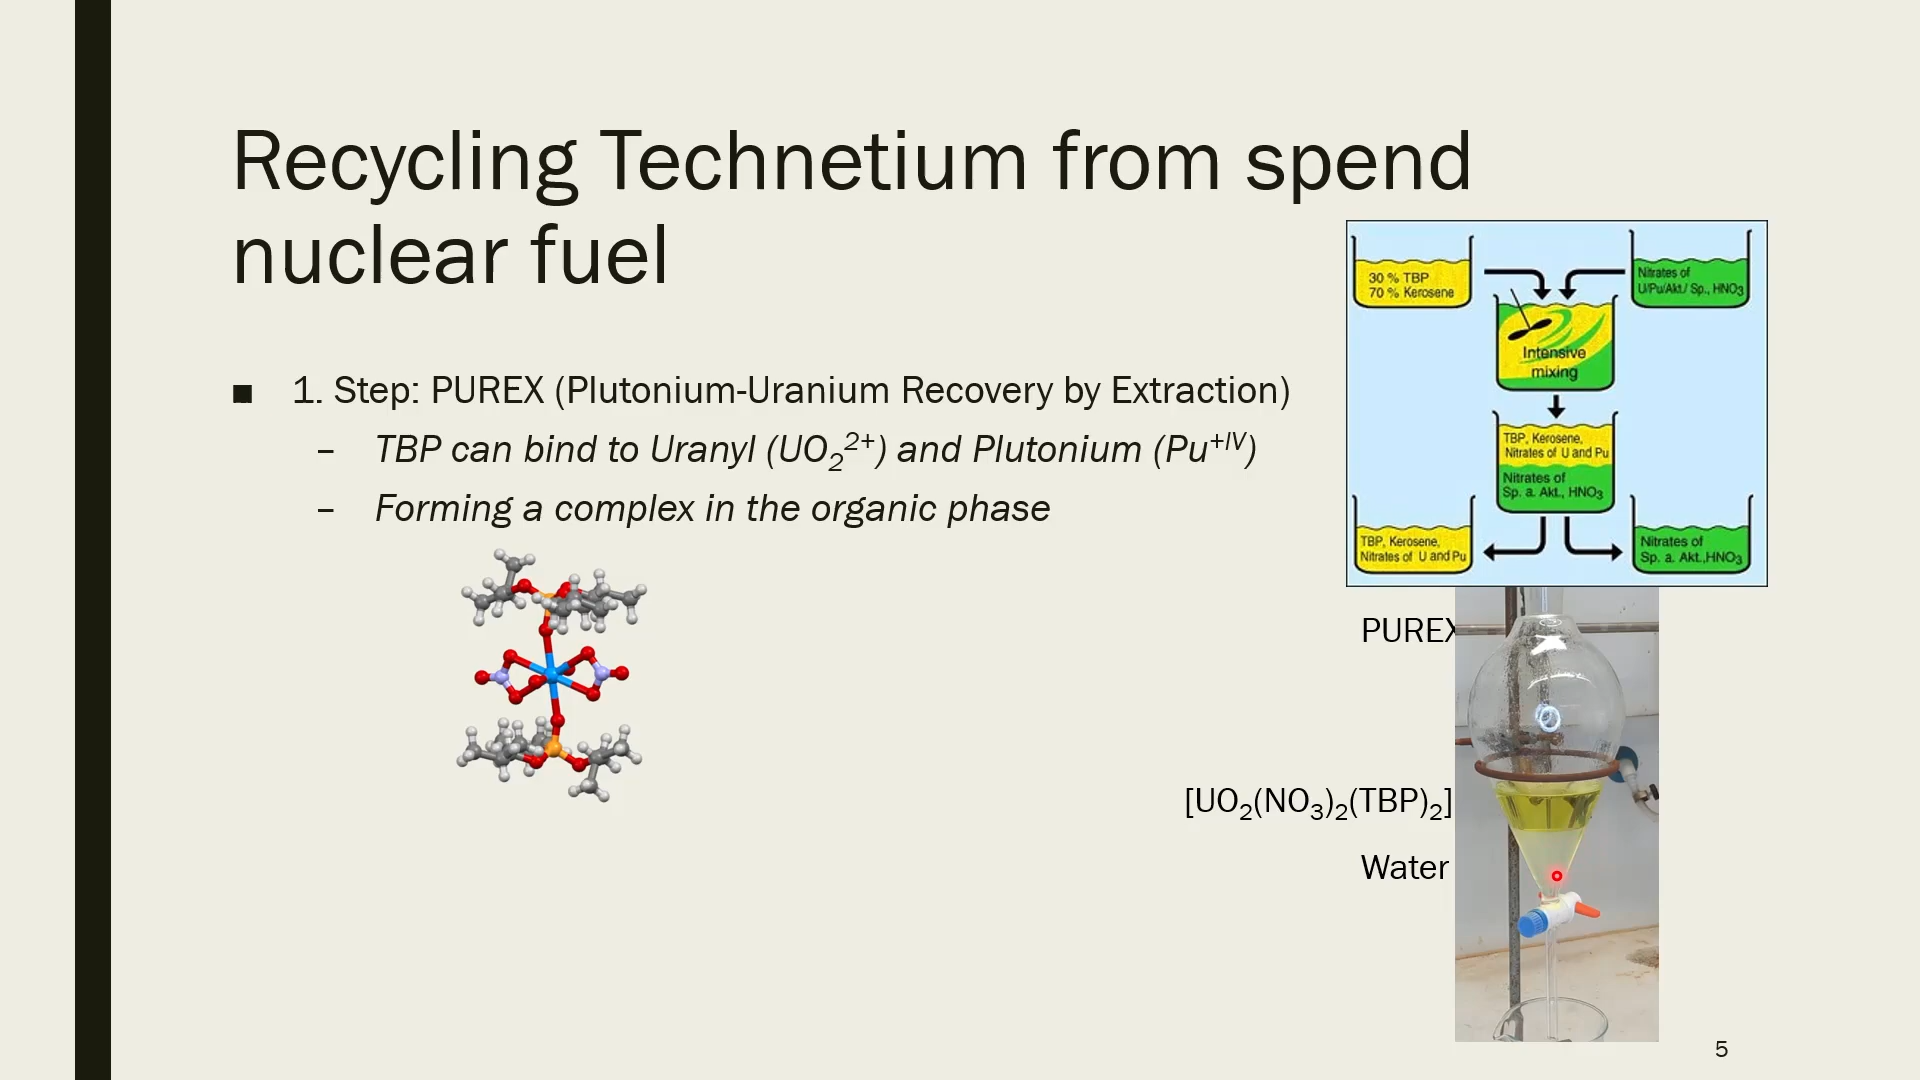 Recycling Technetium from spend
nuclear fuel
■ 1. Step: PUREX (Plutonium-Uranium Recovery by Extraction)
– TBP can bind to Uranyl (UO₂²⁺) and Plutonium (Pu⁺ᴵⱽ)
– Forming a complex in the organic phase
30 % TBP
70 % Kerosene
Nitrates of
U/Pu/Akt./ Sp., HNO₃
Intensive
mixing
TBP, Kerosene,
Nitrates of U and Pu
Nitrates of
Sp. a. Akt., HNO₃
TBP, Kerosene,
Nitrates of U and Pu
Nitrates of
Sp. a. Akt.,HNO₃
PUREX
[UO₂(NO₃)₂(TBP)₂]
Water
5